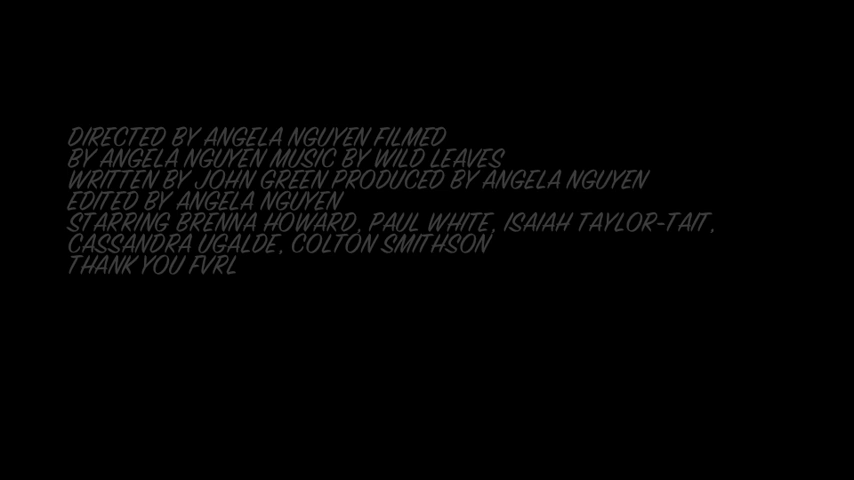 DIRECTED BY ANGELA NGUYEN FILMED
BY ANGELA NGUYEN MUSIC BY WILD LEAVES
WRITTEN BY JOHN GREEN PRODUCED BY ANGELA NGUYEN
EDITED BY ANGELA NGUYEN
STARRING BRENNA HOWARD, PAUL WHITE, ISAIAH TAYLOR-TAIT,
CASSANDRA UGALDE, COLTON SMITHSON
THANK YOU FVRL